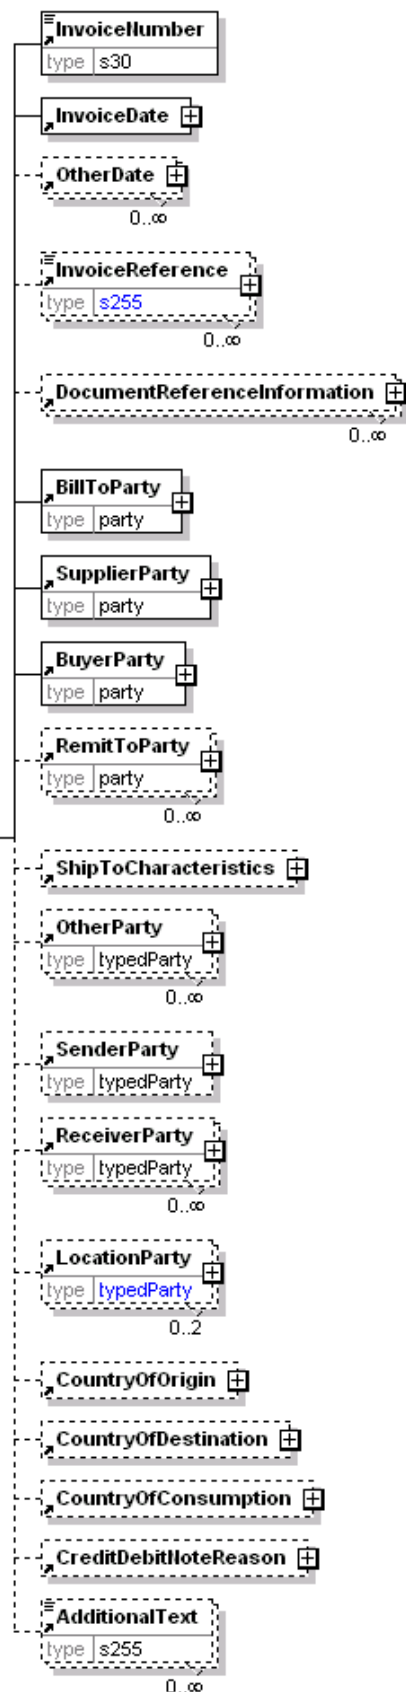 InvoiceNumber
type s30
InvoiceDate
OtherDate
0..∞
InvoiceReference
type s255
0..∞
DocumentReferenceInformation
0..∞
BillToParty
type party
SupplierParty
type party
BuyerParty
type party
RemitToParty
type party
0..∞
ShipToCharacteristics
OtherParty
type typedParty
0..∞
SenderParty
type typedParty
ReceiverParty
type typedParty
0..∞
LocationParty
type typedParty
0..2
CountryOfOrigin
CountryOfDestination
CountryOfConsumption
CreditDebitNoteReason
AdditionalText
type s255
0..∞